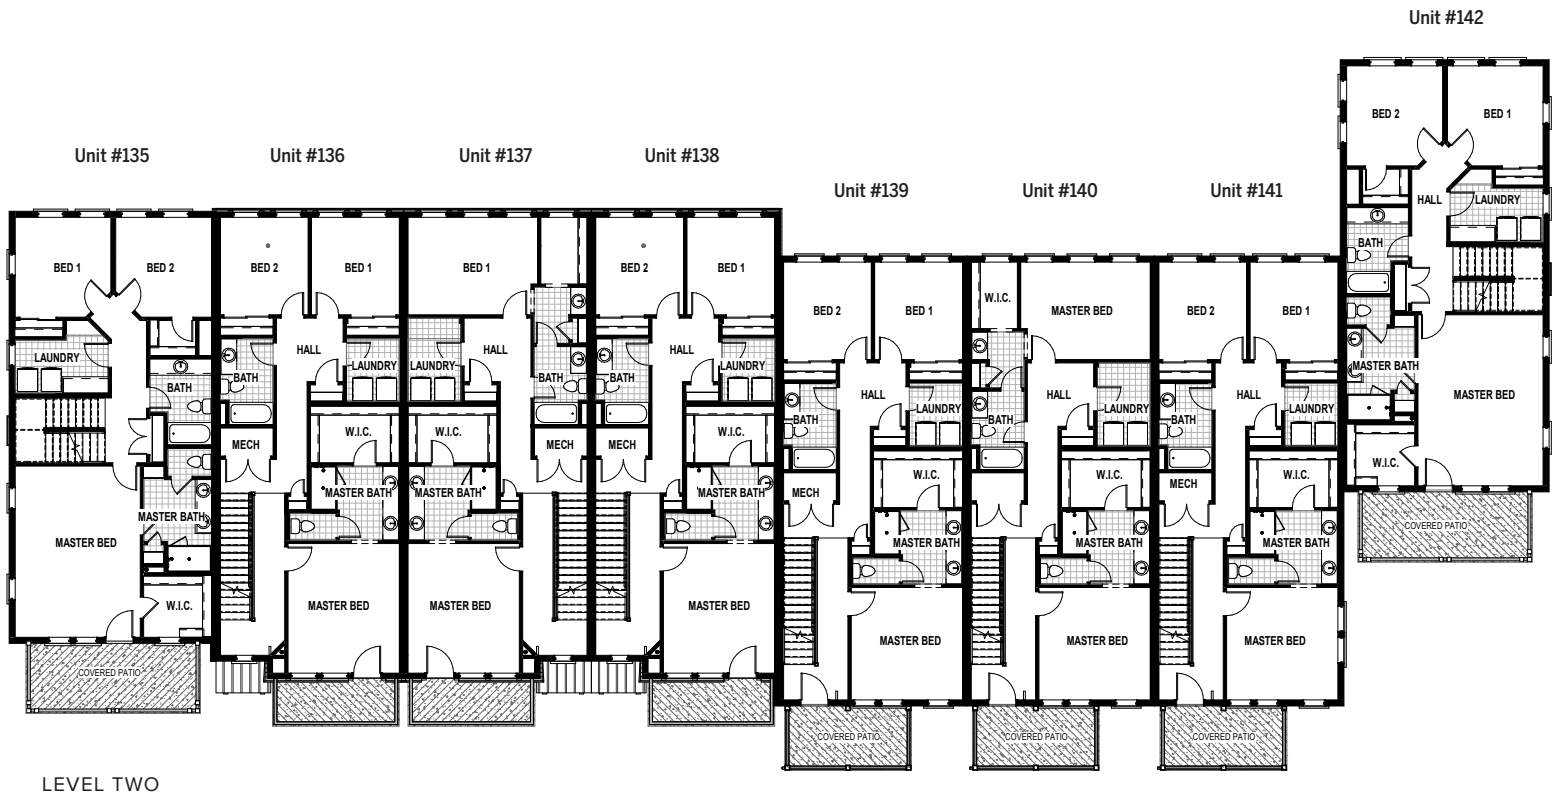 Unit #142
Unit #135
Unit #136
Unit #137
Unit #138
Unit #139
Unit #140
Unit #141
BED 1
BED 2
LAUNDRY
BATH
MASTER BATH
MASTER BED
W.I.C.
COVERED PATIO
BED 2
BED 1
HALL
BATH
LAUNDRY
MECH
W.I.C.
MASTER BATH
MASTER BED
BED 1
HALL
LAUNDRY
BATH
W.I.C.
MECH
MASTER BATH
MASTER BED
BED 2
BED 1
HALL
BATH
LAUNDRY
MECH
W.I.C.
MASTER BATH
MASTER BED
BED 2
BED 1
HALL
BATH
LAUNDRY
MECH
W.I.C.
MASTER BATH
MASTER BED
COVERED PATIO
W.I.C.
MASTER BED
HALL
BATH
LAUNDRY
W.I.C.
MASTER BATH
MASTER BED
COVERED PATIO
BED 2
BED 1
HALL
BATH
LAUNDRY
MECH
W.I.C.
MASTER BATH
MASTER BED
COVERED PATIO
BED 2
BED 1
HALL
LAUNDRY
BATH
MASTER BATH
MASTER BED
W.I.C.
COVERED PATIO
LEVEL TWO